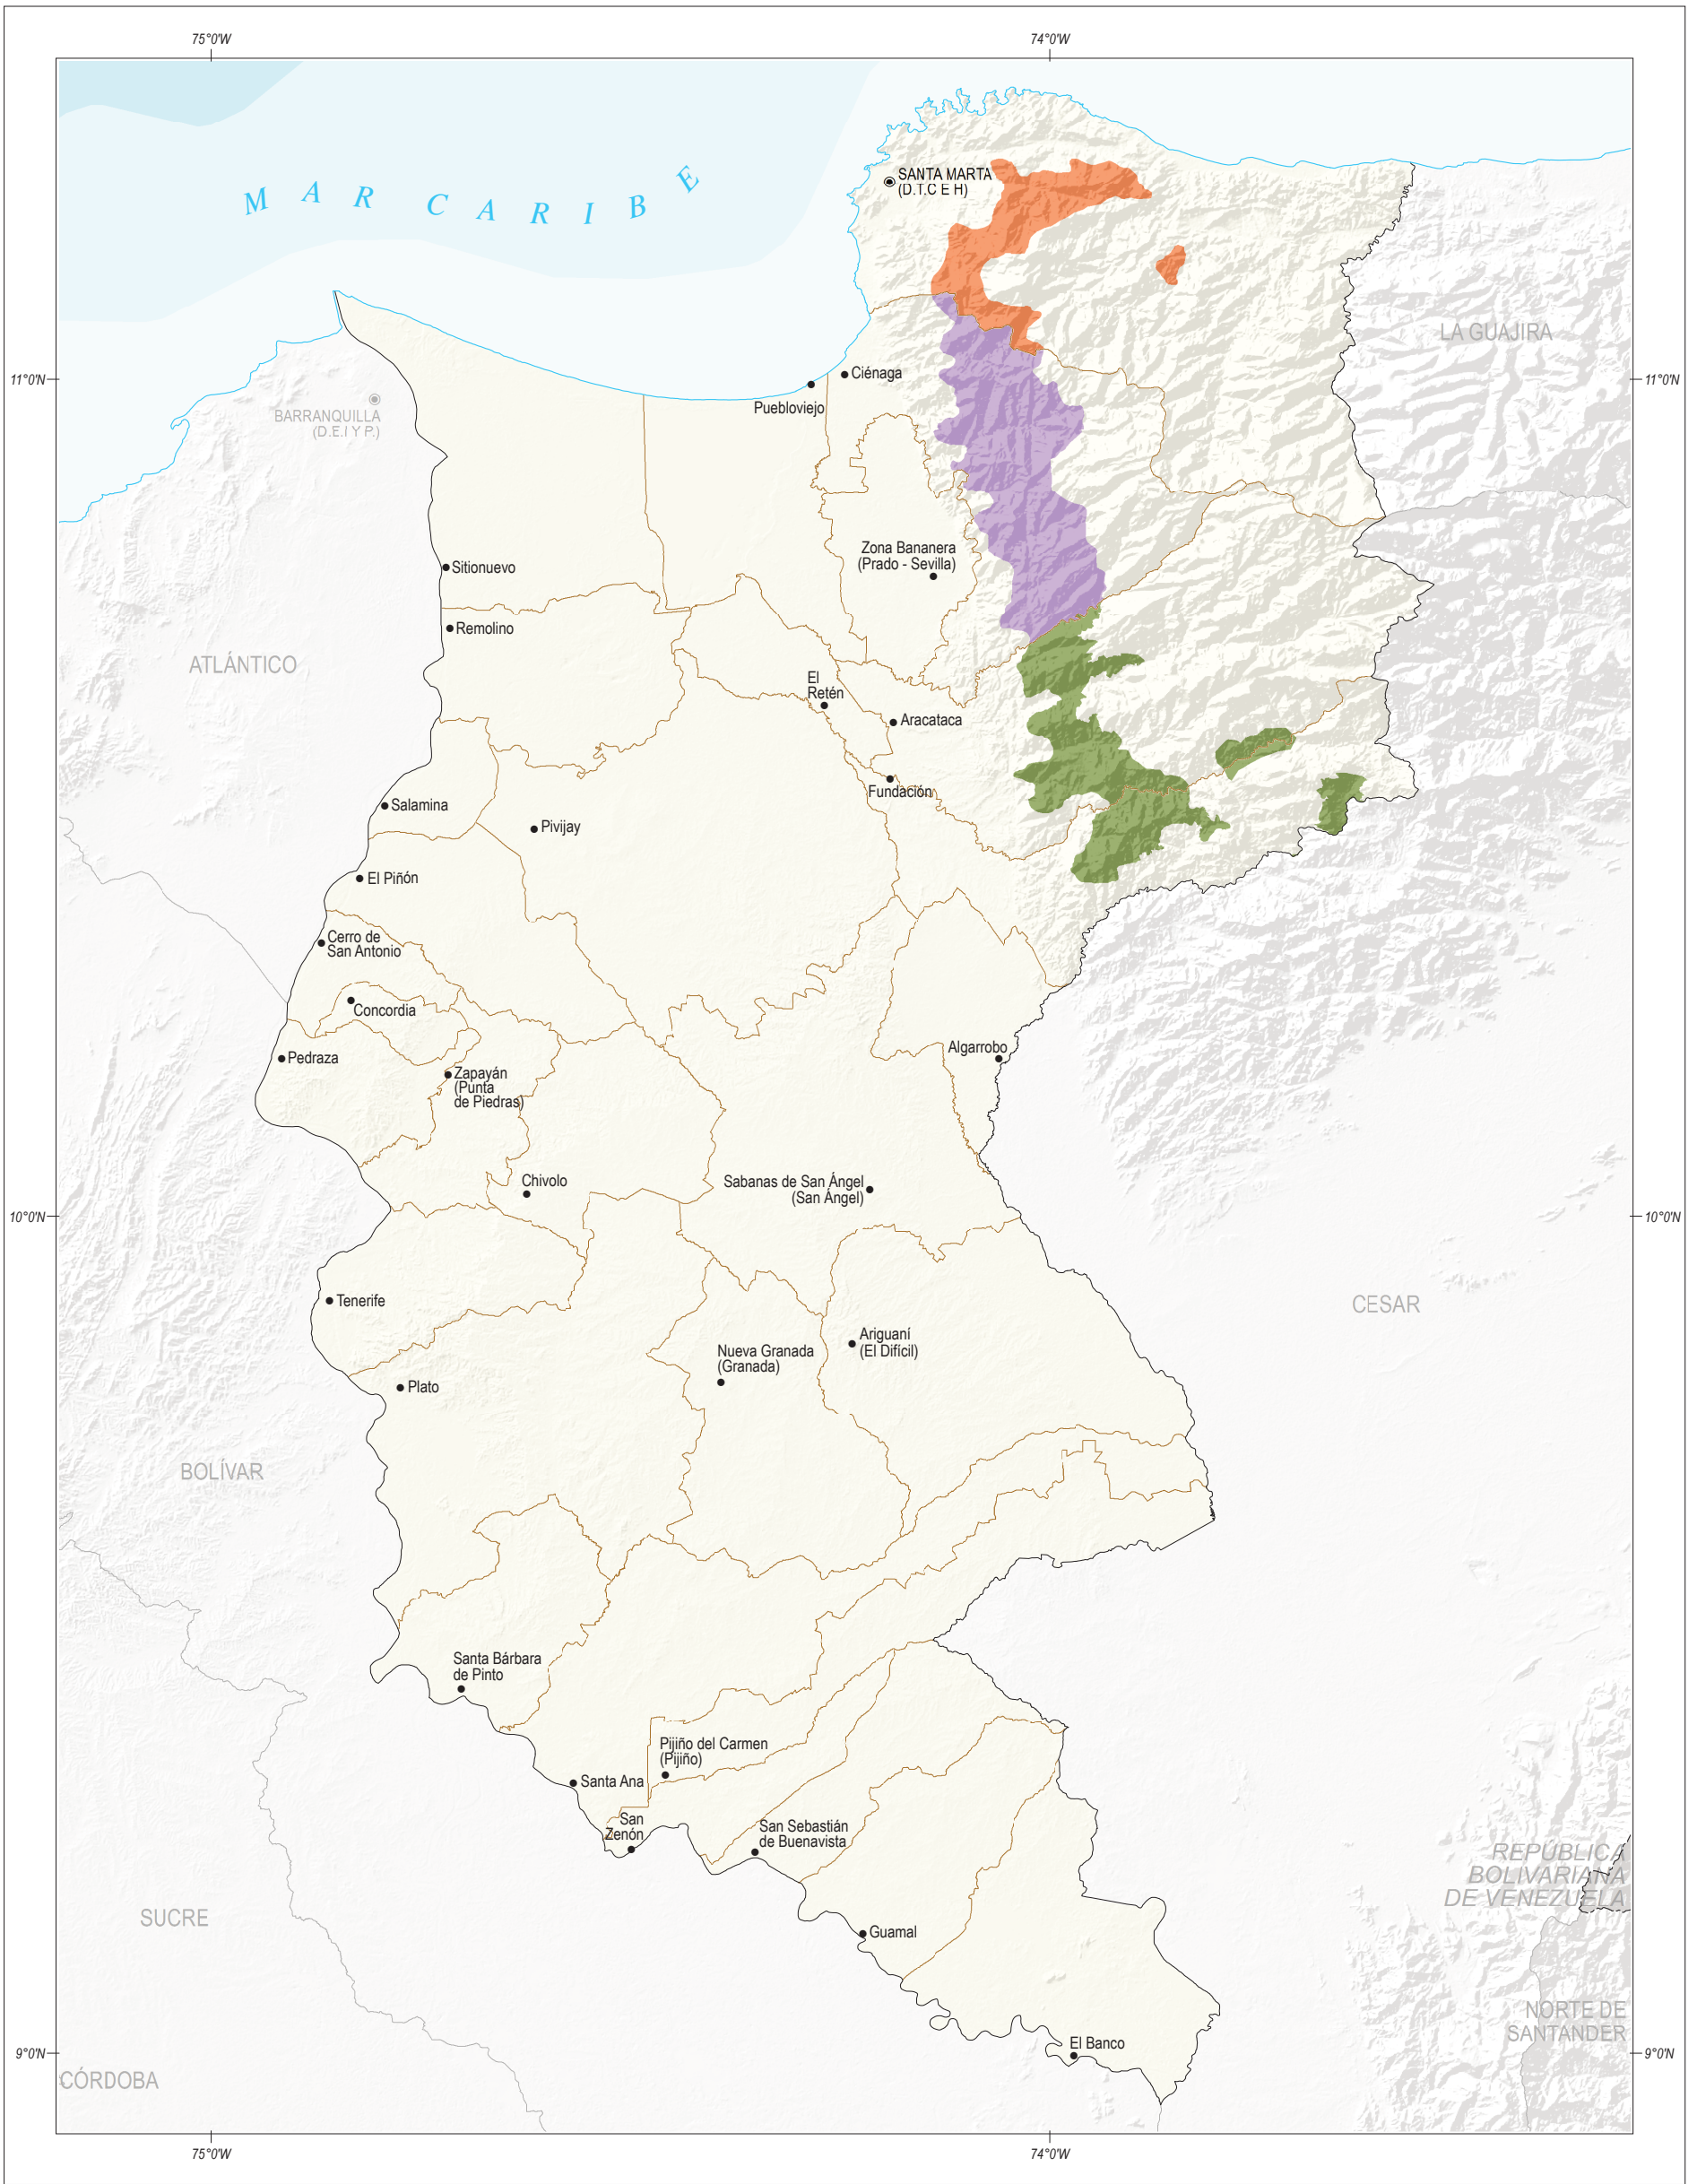 75°0'W
74°0'W
MAR CARIBE
SANTA MARTA
(D.T.C E H)
LA GUAJIRA
11°0'N
11°0'N
Ciénaga
Puebloviejo
BARRANQUILLA
(D.E.I Y P.)
Zona Bananera
(Prado - Sevilla)
Sitionuevo
Remolino
ATLÁNTICO
El
Retén
Aracataca
Fundación
Salamina
Pivijay
El Piñón
Cerro de
San Antonio
Concordia
Algarrobo
Pedraza
Zapayán
(Punta
de Piedras)
Chivolo
Sabanas de San Ángel
(San Ángel)
10°0'N
10°0'N
Tenerife
CESAR
Ariguaní
(El Difícil)
Nueva Granada
(Granada)
Plato
BOLÍVAR
Santa Bárbara
de Pinto
Pijiño del Carmen
(Pijiño)
Santa Ana
San
Zenón
San Sebastián
de Buenavista
REPÚBLICA
BOLIVARIANA
DE VENEZUELA
SUCRE
Guamal
NORTE DE
SANTANDER
El Banco
9°0'N
9°0'N
CÓRDOBA
75°0'W
74°0'W